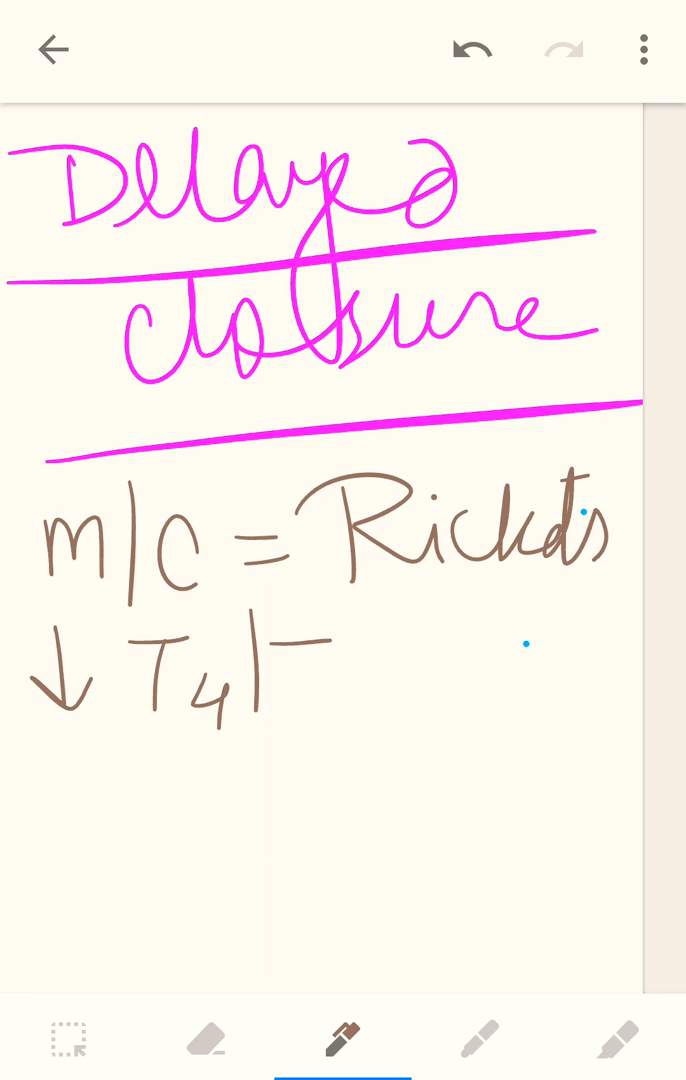 Delayed
closure
m/c = Rickets
↓ T4